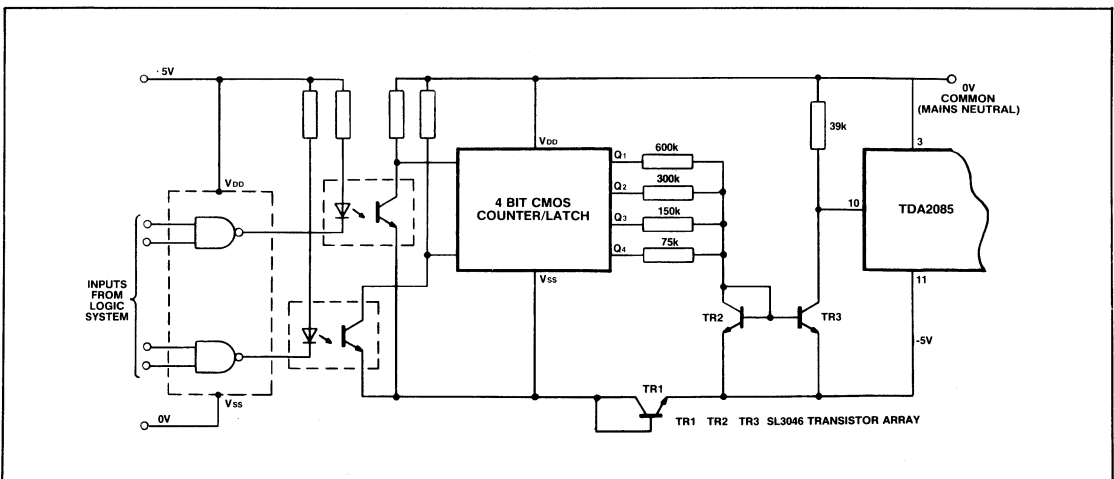 · 5V
0V
COMMON
(MAINS NEUTRAL)
39k
3
VDD
Q1
600k
VDD
Q2
300k
4 BIT CMOS
COUNTER/LATCH
10
TDA2085
Q3
150k
Q4
75k
INPUTS
FROM
LOGIC
SYSTEM
VSS
11
TR2
TR3
-5V
VSS
TR1
0V
TR1 TR2 TR3 SL3046 TRANSISTOR ARRAY